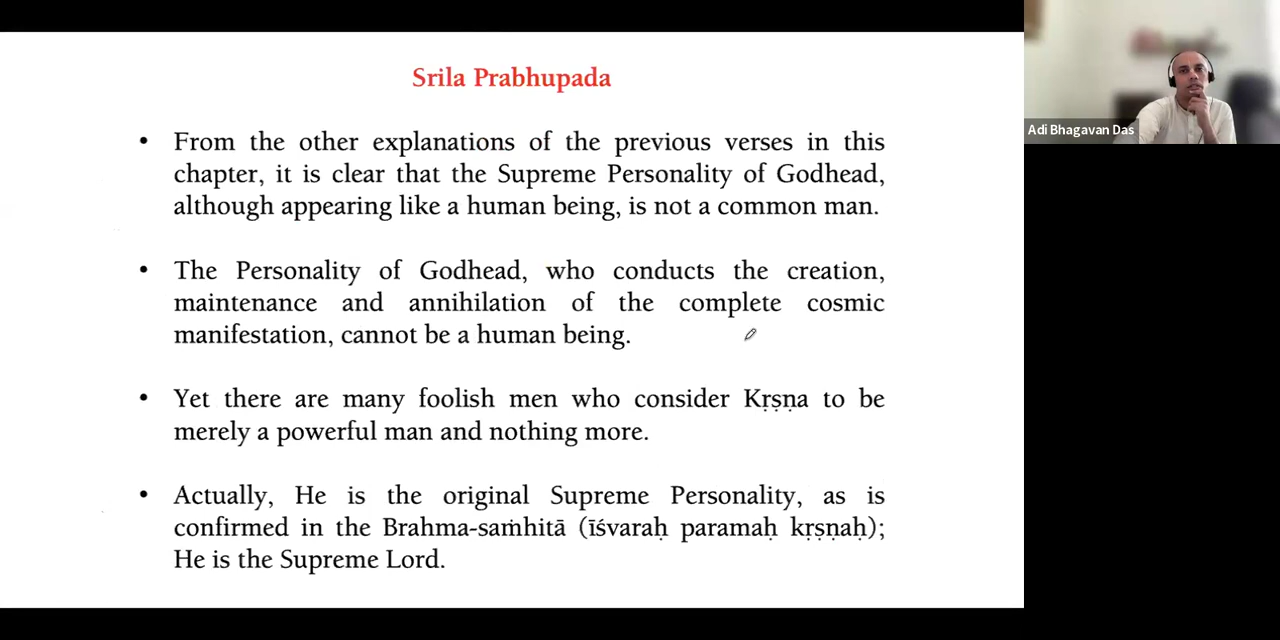 Srila Prabhupada
• From the other explanations of the previous verses in this
chapter, it is clear that the Supreme Personality of Godhead,
although appearing like a human being, is not a common man.
• The Personality of Godhead, who conducts the creation,
maintenance and annihilation of the complete cosmic
manifestation, cannot be a human being.
• Yet there are many foolish men who consider Kṛṣṇa to be
merely a powerful man and nothing more.
• Actually, He is the original Supreme Personality, as is
confirmed in the Brahma-saṁhitā (īśvaraḥ paramaḥ kṛṣṇaḥ);
He is the Supreme Lord.
Adi Bhagavan Das